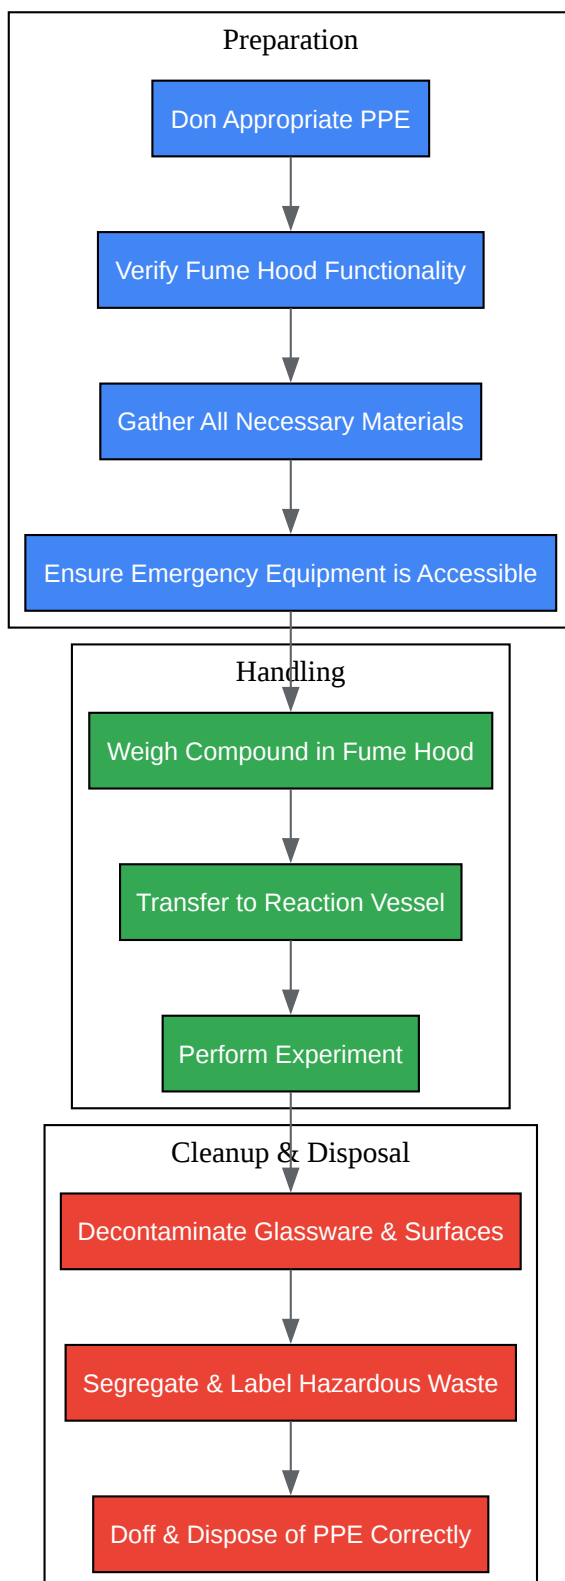 Preparation
Don Appropriate PPE
Verify Fume Hood Functionality
Gather All Necessary Materials
Ensure Emergency Equipment is Accessible
Handling
Weigh Compound in Fume Hood
Transfer to Reaction Vessel
Perform Experiment
Cleanup & Disposal
Decontaminate Glassware & Surfaces
Segregate & Label Hazardous Waste
Doff & Dispose of PPE Correctly